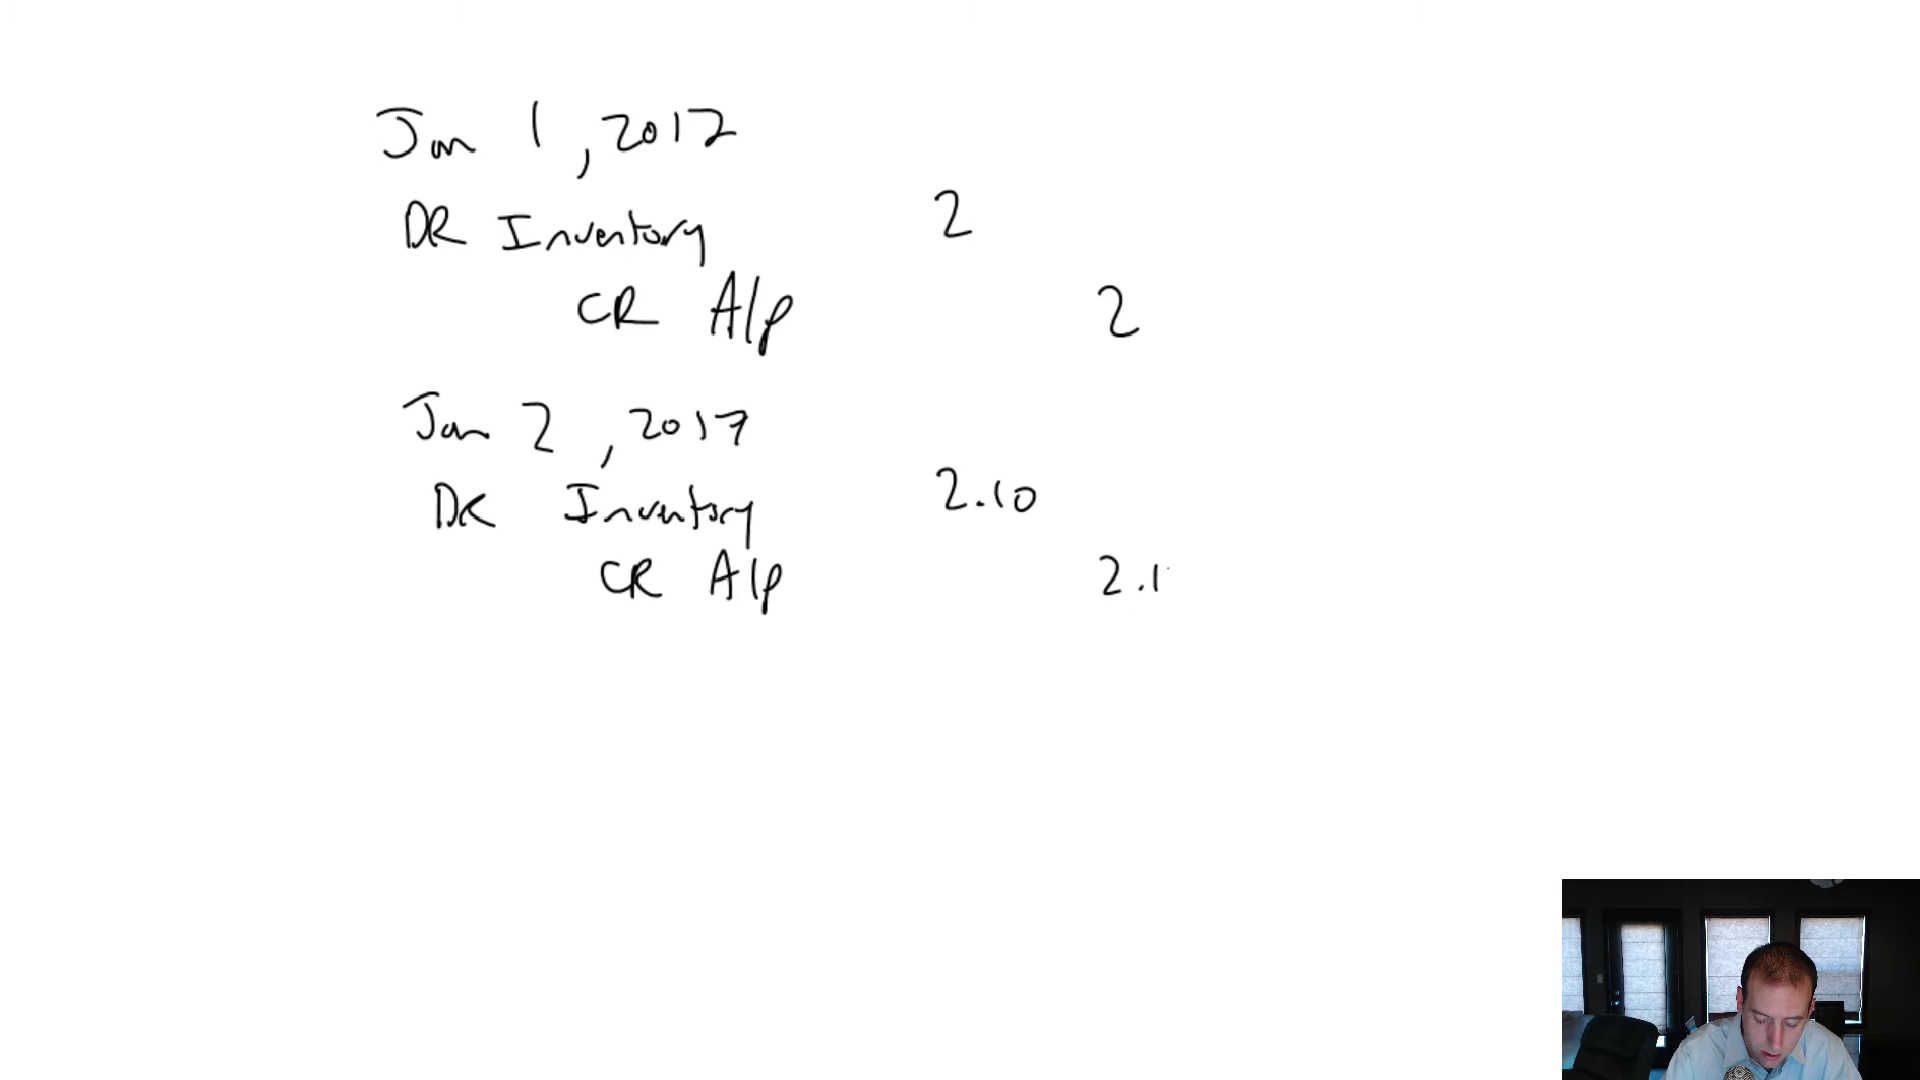 Jan 1, 2017
DR Inventory 2
CR A/p 2
Jan 2, 2017
DR Inventory 2.10
CR A/p 2.1